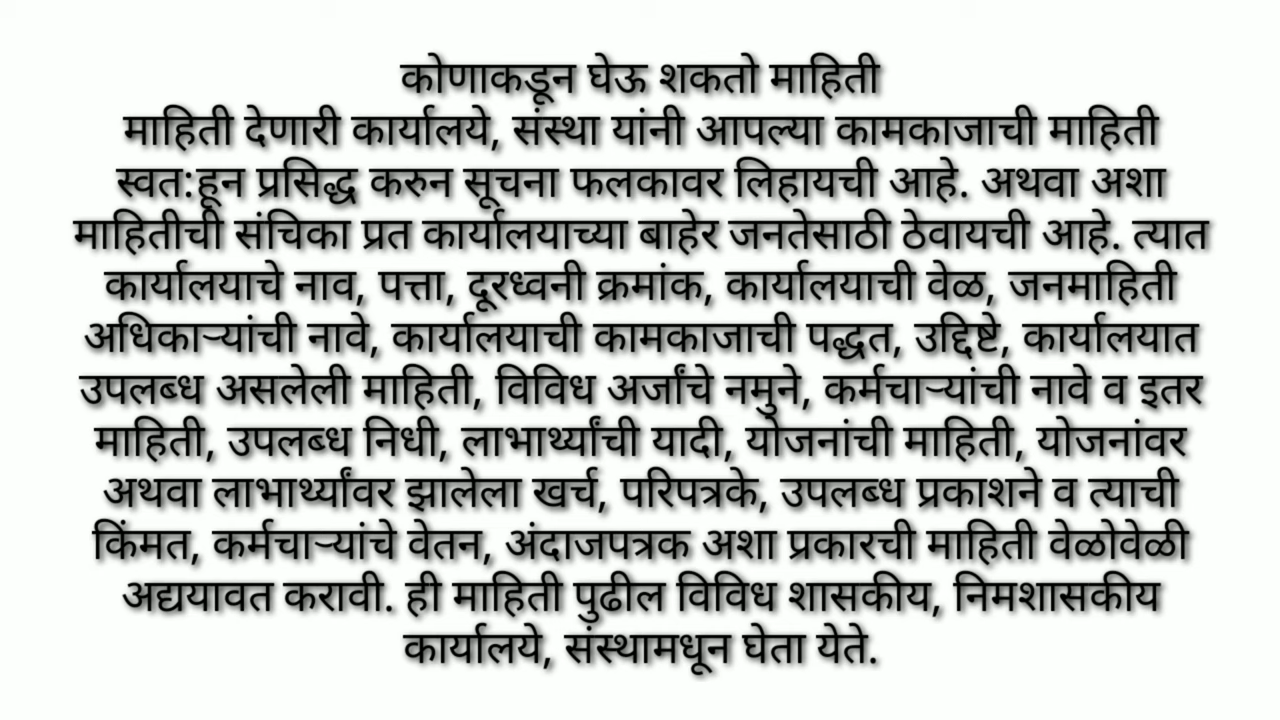 कोणाकडून घेऊ शकतो माहिती
माहिती देणारी कार्यालये, संस्था यांनी आपल्या कामकाजाची माहिती
स्वत:हून प्रसिद्ध करुन सूचना फलकावर लिहायची आहे. अथवा अशा
माहितीची संचिका प्रत कार्यालयाच्या बाहेर जनतेसाठी ठेवायची आहे. त्यात
कार्यालयाचे नाव, पत्ता, दूरध्वनी क्रमांक, कार्यालयाची वेळ, जनमाहिती
अधिकाऱ्यांची नावे, कार्यालयाची कामकाजाची पद्धत, उद्दिष्टे, कार्यालयात
उपलब्ध असलेली माहिती, विविध अर्जांचे नमुने, कर्मचाऱ्यांची नावे व इतर
माहिती, उपलब्ध निधी, लाभार्थ्यांची यादी, योजनांची माहिती, योजनांवर
अथवा लाभार्थ्यांवर झालेला खर्च, परिपत्रके, उपलब्ध प्रकाशने व त्याची
किंमत, कर्मचाऱ्यांचे वेतन, अंदाजपत्रक अशा प्रकारची माहिती वेळोवेळी
अद्ययावत करावी. ही माहिती पुढील विविध शासकीय, निमशासकीय
कार्यालये, संस्थामधून घेता येते.